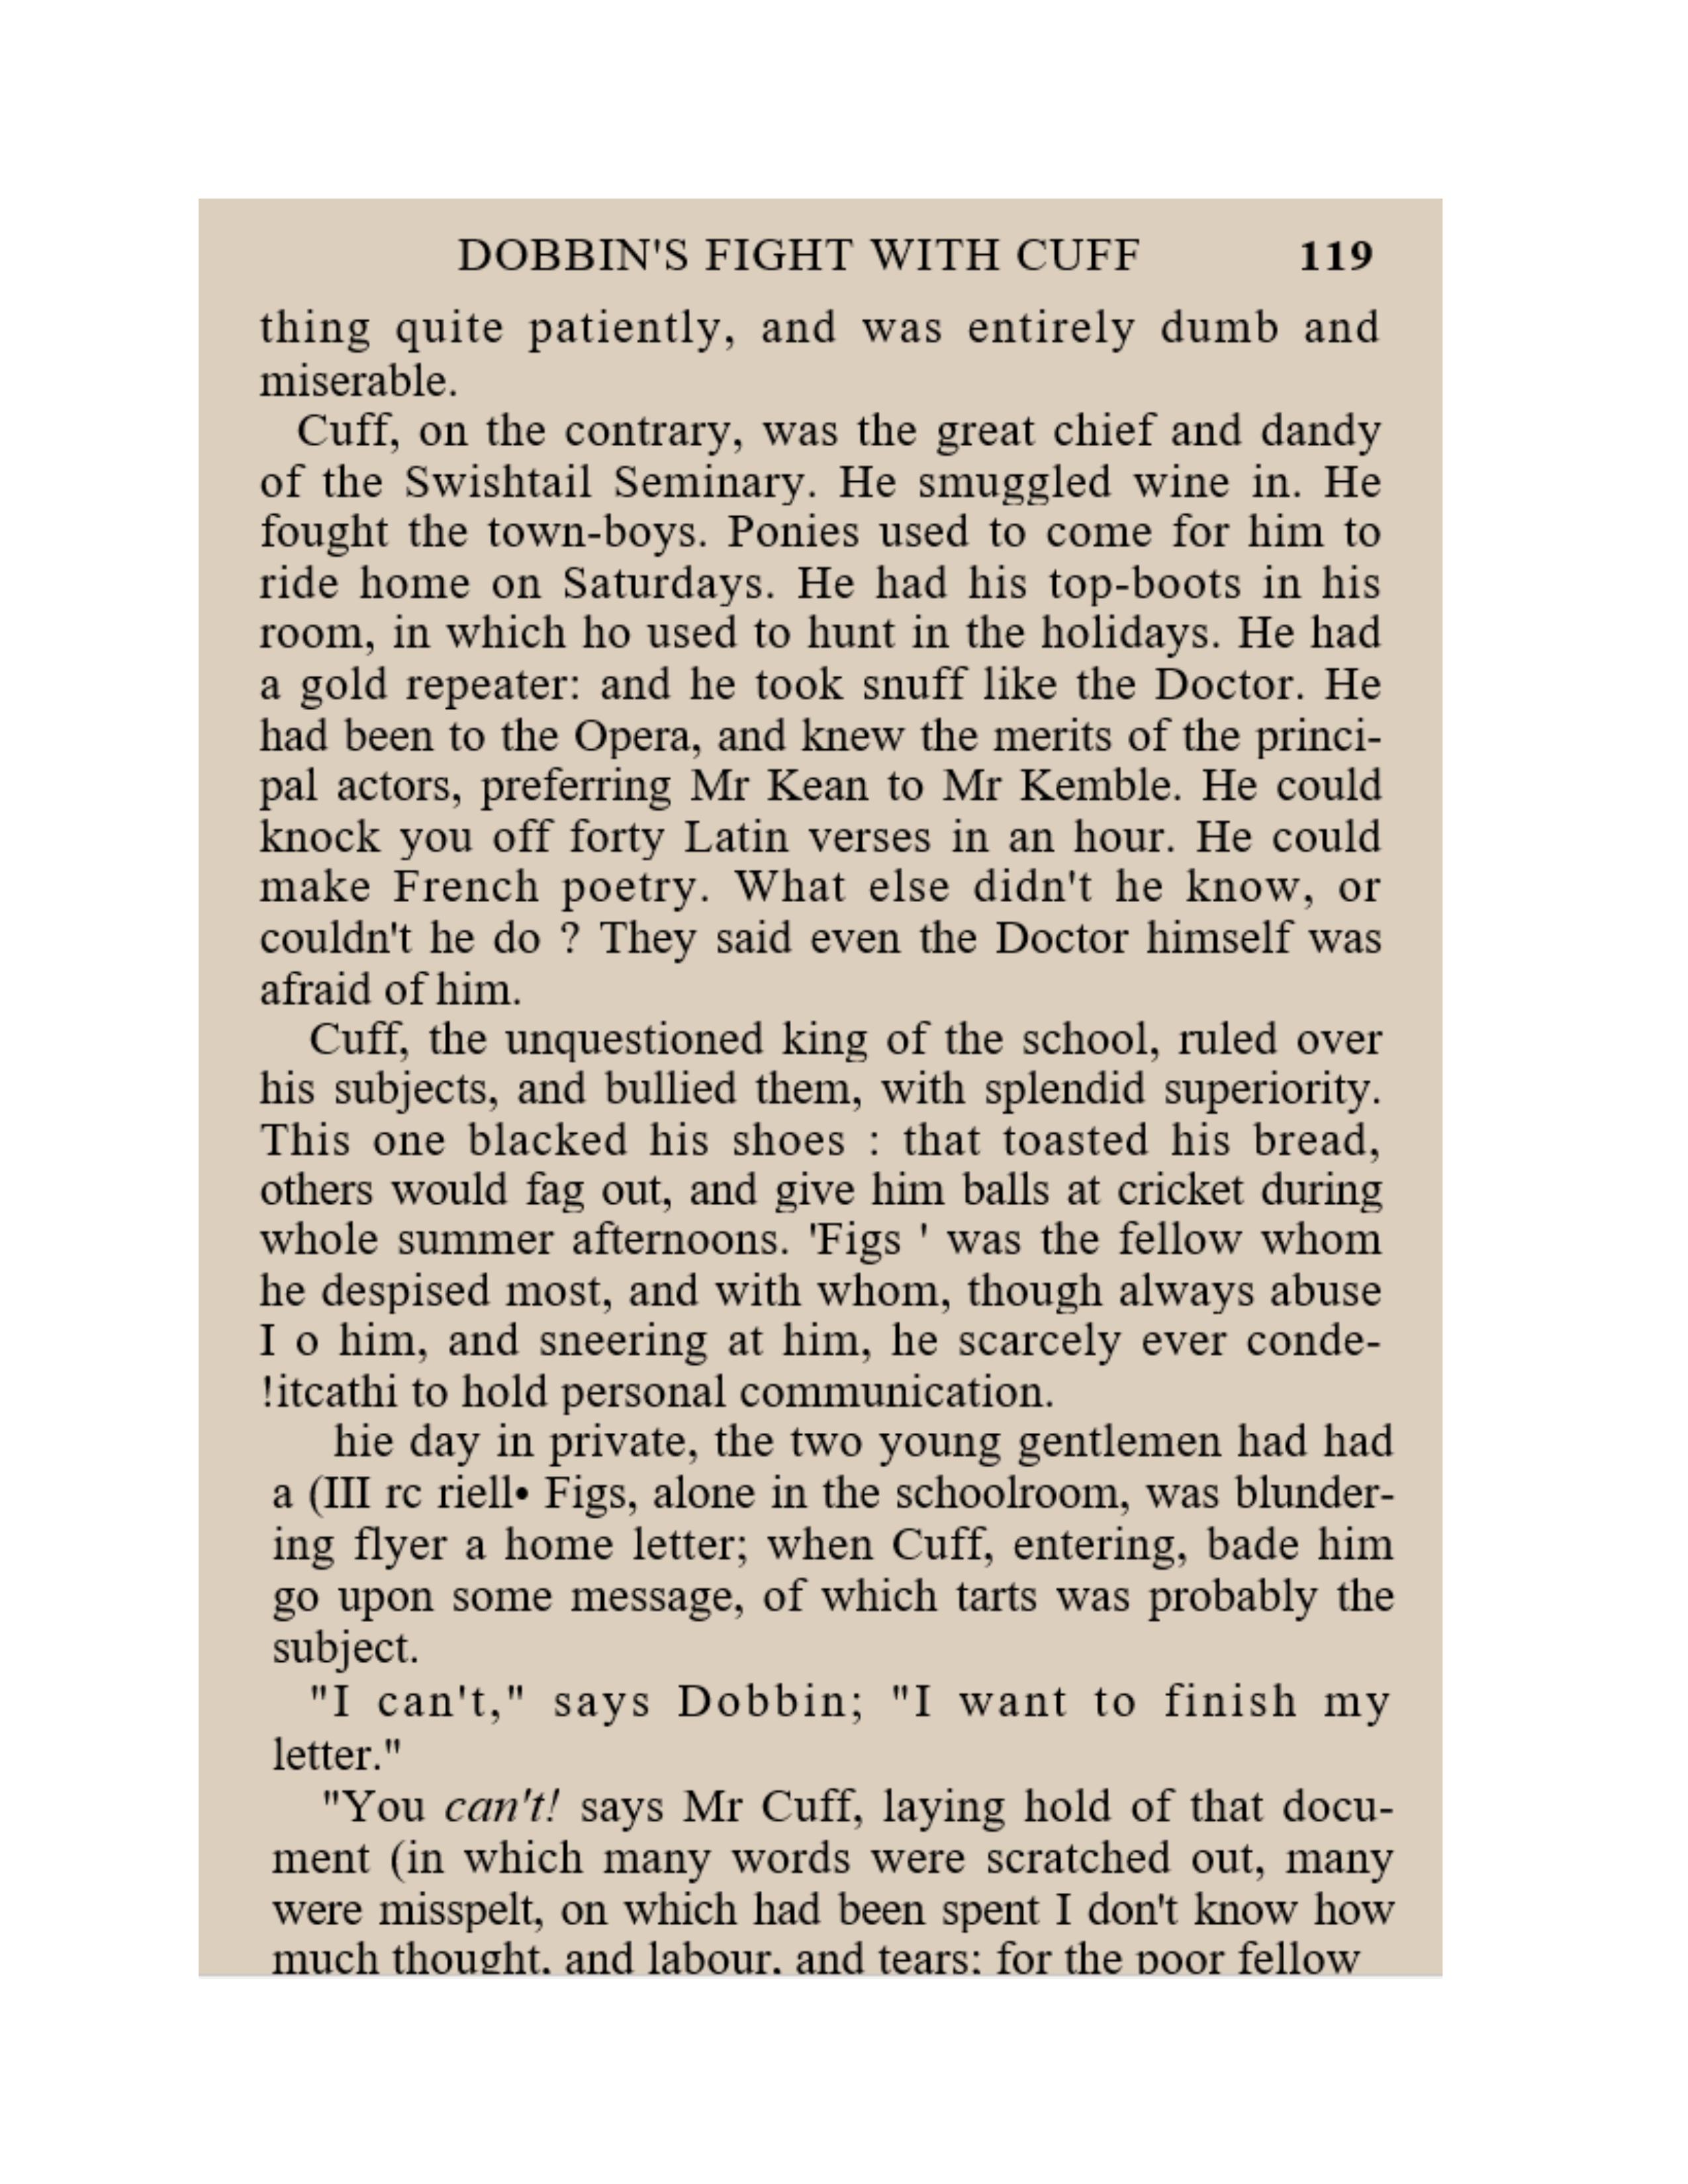 DOBBIN'S FIGHT WITH CUFF 119
thing quite patiently, and was entirely dumb and
miserable.
Cuff, on the contrary, was the great chief and dandy
of the Swishtail Seminary. He smuggled wine in. He
fought the town-boys. Ponies used to come for him to
ride home on Saturdays. He had his top-boots in his
room, in which ho used to hunt in the holidays. He had
a gold repeater: and he took snuff like the Doctor. He
had been to the Opera, and knew the merits of the princi-
pal actors, preferring Mr Kean to Mr Kemble. He could
knock you off forty Latin verses in an hour. He could
make French poetry. What else didn't he know, or
couldn't he do ? They said even the Doctor himself was
afraid of him.
Cuff, the unquestioned king of the school, ruled over
his subjects, and bullied them, with splendid superiority.
This one blacked his shoes : that toasted his bread,
others would fag out, and give him balls at cricket during
whole summer afternoons. 'Figs ' was the fellow whom
he despised most, and with whom, though always abuse
I o him, and sneering at him, he scarcely ever conde-
!itcathi to hold personal communication.
hie day in private, the two young gentlemen had had
a (III rc riell• Figs, alone in the schoolroom, was blunder-
ing flyer a home letter; when Cuff, entering, bade him
go upon some message, of which tarts was probably the
subject.
"I can't," says Dobbin; "I want to finish my
letter."
"You can't! says Mr Cuff, laying hold of that docu-
ment (in which many words were scratched out, many
were misspelt, on which had been spent I don't know how
much thought, and labour, and tears; for the poor fellow